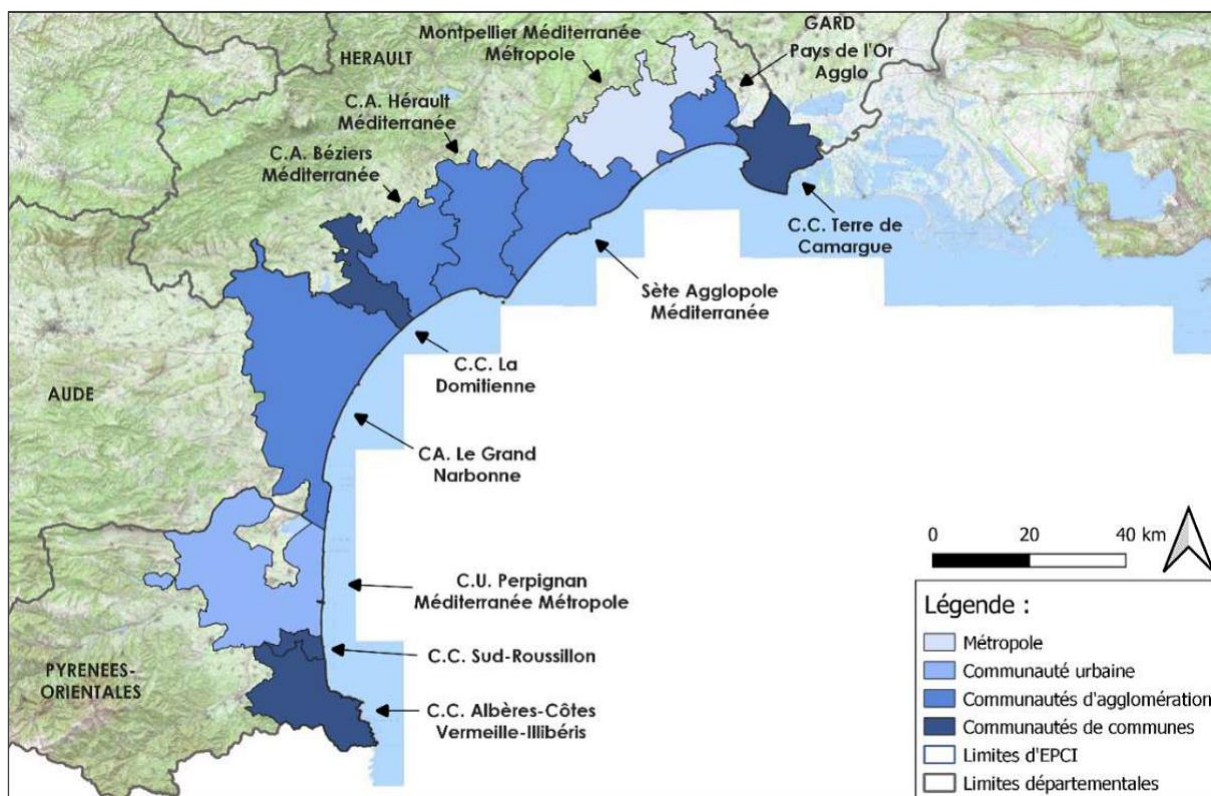 GARD
Montpellier Méditerranée
Métropole
Pays de l'Or
Agglo
HERAULT
C.A. Hérault
Méditerranée
C.A. Béziers
Méditerranée
C.C. Terre de
Camargue
Sète Agglopole
Méditerranée
C.C. La
Domitienne
AUDE
CA. Le Grand
Narbonne
C.U. Perpignan
Méditerranée Métropole
C.C. Sud-Roussillon
PYRENEES-
ORIENTALES
C.C. Albères-Côtes
Vermeille-Illibéris
0 20 40 km
Légende :
Métropole
Communauté urbaine
Communautés d'agglomération
Communautés de communes
Limites d'EPCI
Limites départementales